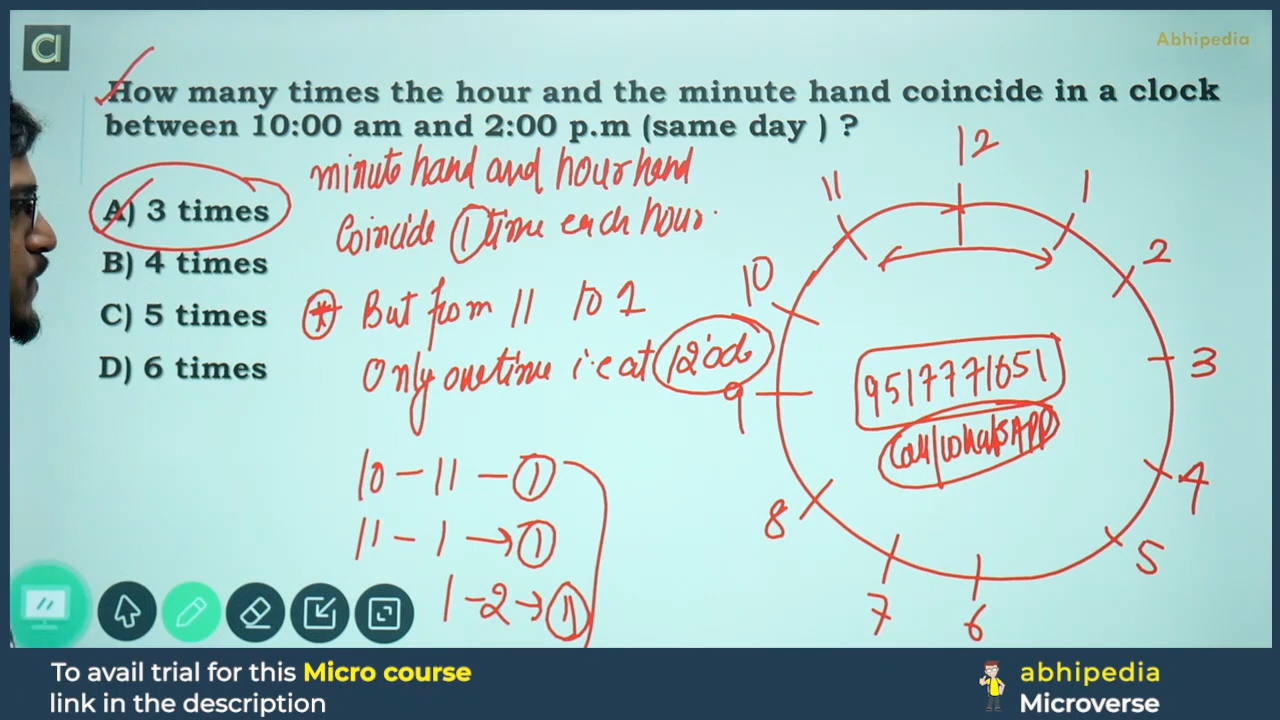 Abhipedia
How many times the hour and the minute hand coincide in a clock
between 10:00 am and 2:00 p.m (same day ) ?
A) 3 times
B) 4 times
C) 5 times
D) 6 times
minute hand and hour hand
Coincide 1 time each hour.
* But from 11 to 1
Only one time i.e at 12:00
10 - 11 - 1
11 - 1 → 1
1 - 2 → 1
12
1
2
3
4
5
6
7
8
9
10
11
9517771651
Call/WhatsAPP
To avail trial for this Micro course
link in the description
abhipedia
Microverse